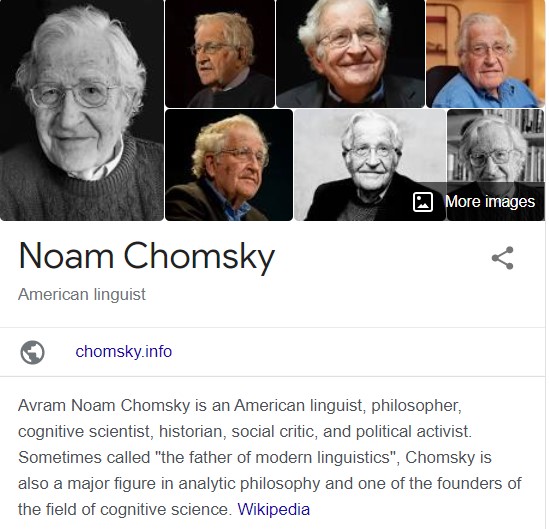 More images
Noam Chomsky
American linguist
chomsky.info
Avram Noam Chomsky is an American linguist, philosopher,
cognitive scientist, historian, social critic, and political activist.
Sometimes called "the father of modern linguistics", Chomsky is
also a major figure in analytic philosophy and one of the founders of
the field of cognitive science. Wikipedia